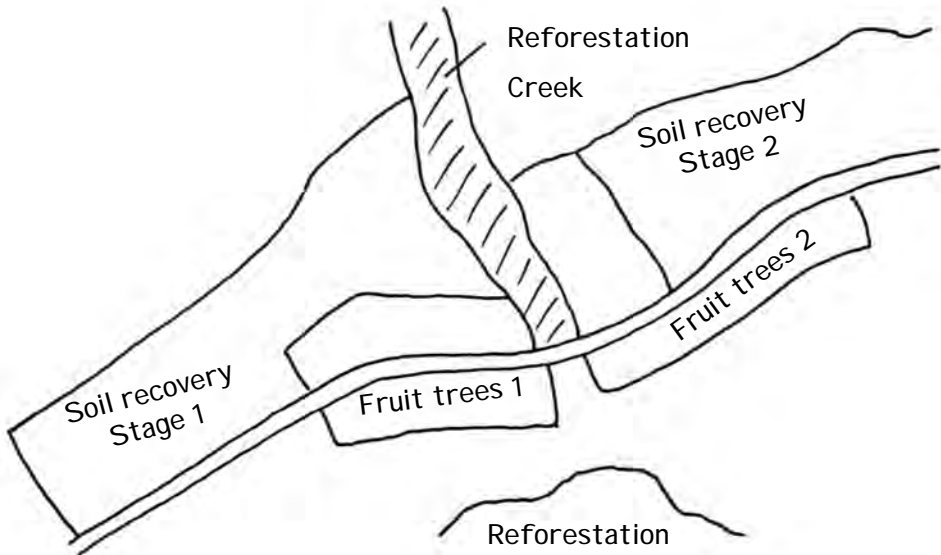 Reforestation
Creek
Soil recovery
Stage 2
Fruit trees 2
Soil recovery
Stage 1
Fruit trees 1
Reforestation